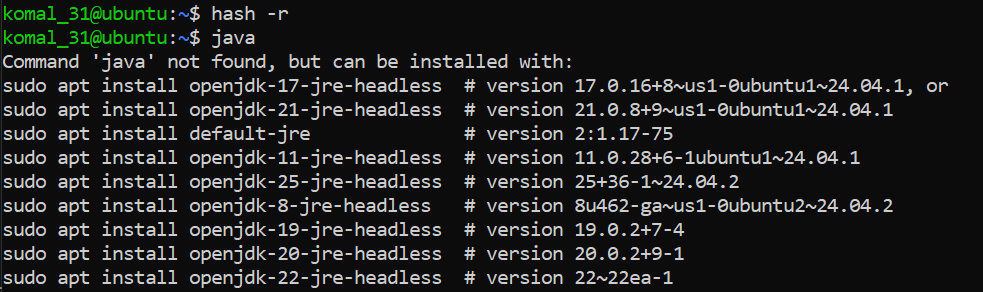 komal_31@ubuntu:~$ hash -r
komal_31@ubuntu:~$ java
Command 'java' not found, but can be installed with:
sudo apt install openjdk-17-jre-headless  # version 17.0.16+8~us1-0ubuntu1~24.04.1, or
sudo apt install openjdk-21-jre-headless  # version 21.0.8+9~us1-0ubuntu1~24.04.1
sudo apt install default-jre              # version 2:1.17-75
sudo apt install openjdk-11-jre-headless  # version 11.0.28+6-1ubuntu1~24.04.1
sudo apt install openjdk-25-jre-headless  # version 25+36-1~24.04.2
sudo apt install openjdk-8-jre-headless   # version 8u462-ga~us1-0ubuntu2~24.04.2
sudo apt install openjdk-19-jre-headless  # version 19.0.2+7-4
sudo apt install openjdk-20-jre-headless  # version 20.0.2+9-1
sudo apt install openjdk-22-jre-headless  # version 22~22ea-1